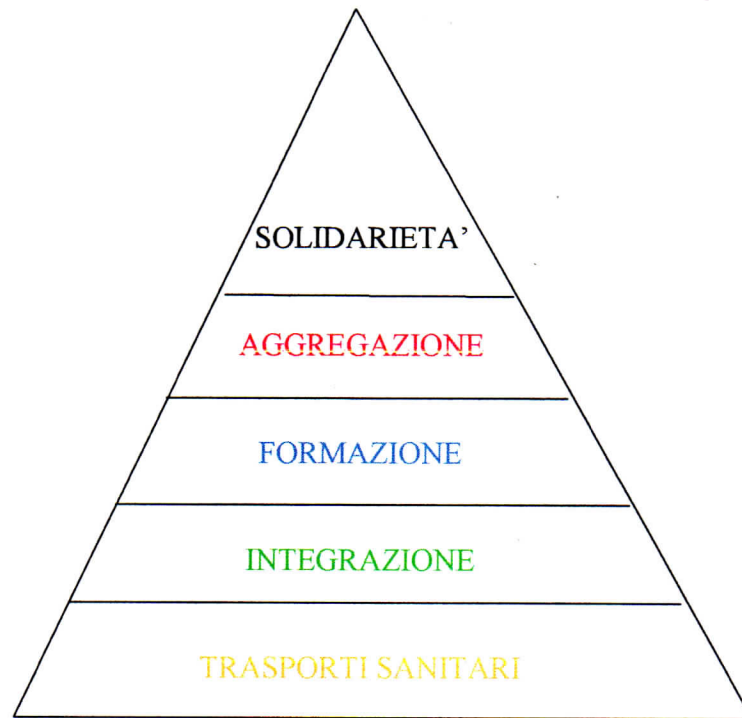 SOLIDARIETA’
AGGREGAZIONE
FORMAZIONE
INTEGRAZIONE
TRASPORTI SANITARI